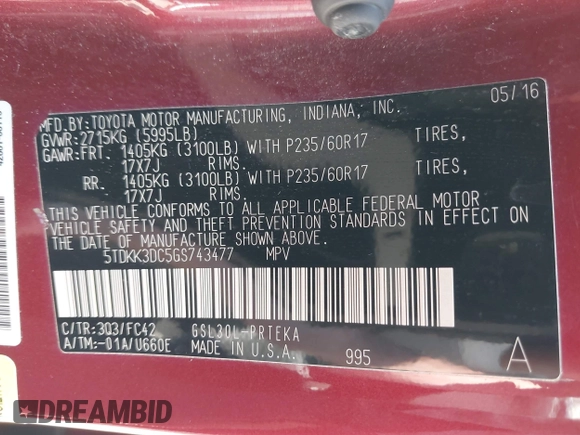 MFD.BY:TOYOTA MOTOR MANUFACTURING, INDIANA, INC. 05/16
GVWR:2715KG (5995LB)
GAWR:FRT. 1405KG (3100LB) WITH P235/60R17 TIRES,
17X7J RIMS.
RR. 1405KG (3100LB) WITH P235/60R17 TIRES,
17X7J RIMS.
THIS VEHICLE CONFORMS TO ALL APPLICABLE FEDERAL MOTOR
VEHICLE SAFETY AND THEFT PREVENTION STANDARDS IN EFFECT ON
THE DATE OF MANUFACTURE SHOWN ABOVE.
5TDKK3DC5GS743477 MPV
C/TR:3Q3/FC42 GSL30L-PRTEKA
A/TM:-01A/U660E MADE IN U.S.A. 995 A
DREAMBID